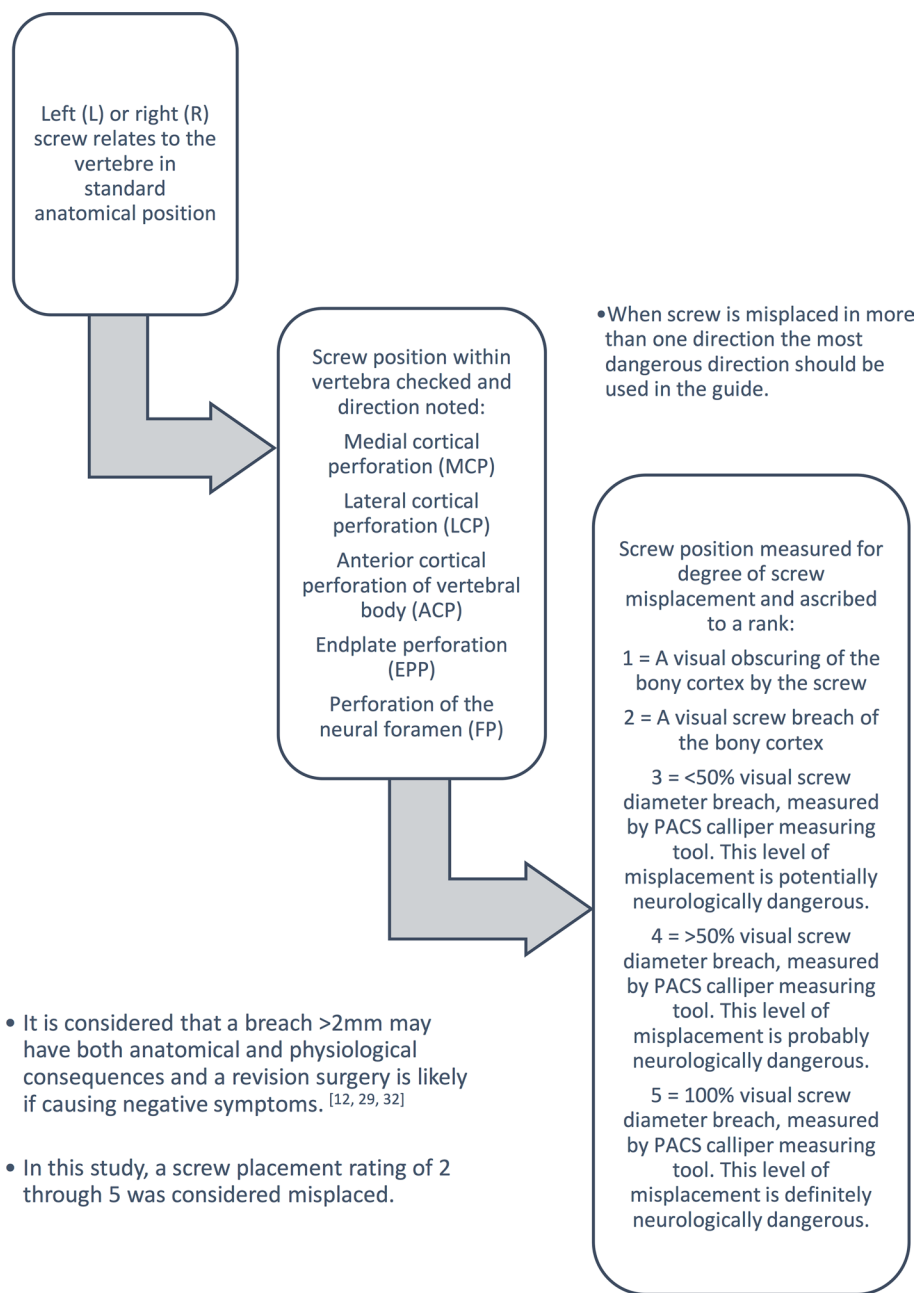 Left (L) or right (R)
screw relates to the
vertebre in
standard
anatomical position
Screw position within
vertebra checked and
direction noted:
Medial cortical
perforation (MCP)
Lateral cortical
perforation (LCP)
Anterior cortical
perforation of vertebral
body (ACP)
Endplate perforation
(EPP)
Perforation of the
neural foramen (FP)
•When screw is misplaced in more
than one direction the most
dangerous direction should be
used in the guide.
Screw position measured for
degree of screw
misplacement and ascribed
to a rank:
1 = A visual obscuring of the
bony cortex by the screw
2 = A visual screw breach of
the bony cortex
3 = <50% visual screw
diameter breach, measured
by PACS calliper measuring
tool. This level of
misplacement is potentially
neurologically dangerous.
4 = >50% visual screw
diameter breach, measured
by PACS calliper measuring
tool. This level of
misplacement is probably
neurologically dangerous.
5 = 100% visual screw
diameter breach, measured
by PACS calliper measuring
tool. This level of
misplacement is definitely
neurologically dangerous.
• It is considered that a breach >2mm may
have both anatomical and physiological
consequences and a revision surgery is likely
if causing negative symptoms. [12, 29, 32]
• In this study, a screw placement rating of 2
through 5 was considered misplaced.